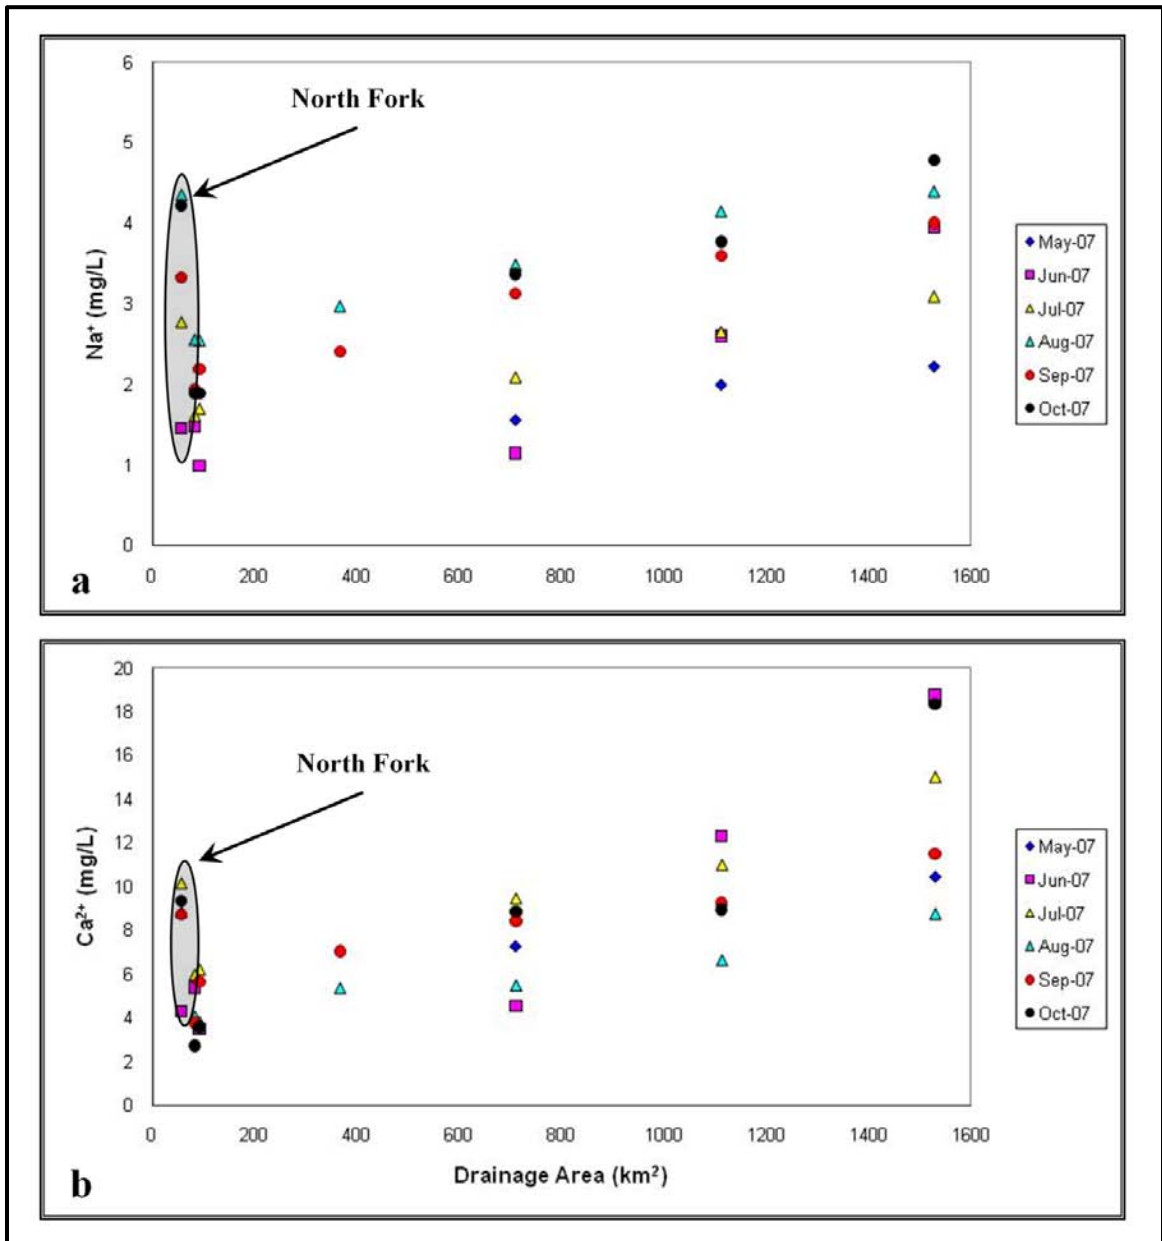 6
North Fork
5
4
3
2
1
0
Na⁺ (mg/L)
May-07
Jun-07
Jul-07
Aug-07
Sep-07
Oct-07
0 200 400 600 800 1000 1200 1400 1600
a
20
18
16
North Fork
14
12
10
8
6
4
2
0
Ca²⁺ (mg/L)
May-07
Jun-07
Jul-07
Aug-07
Sep-07
Oct-07
0 200 400 600 800 1000 1200 1400 1600
Drainage Area (km²)
b